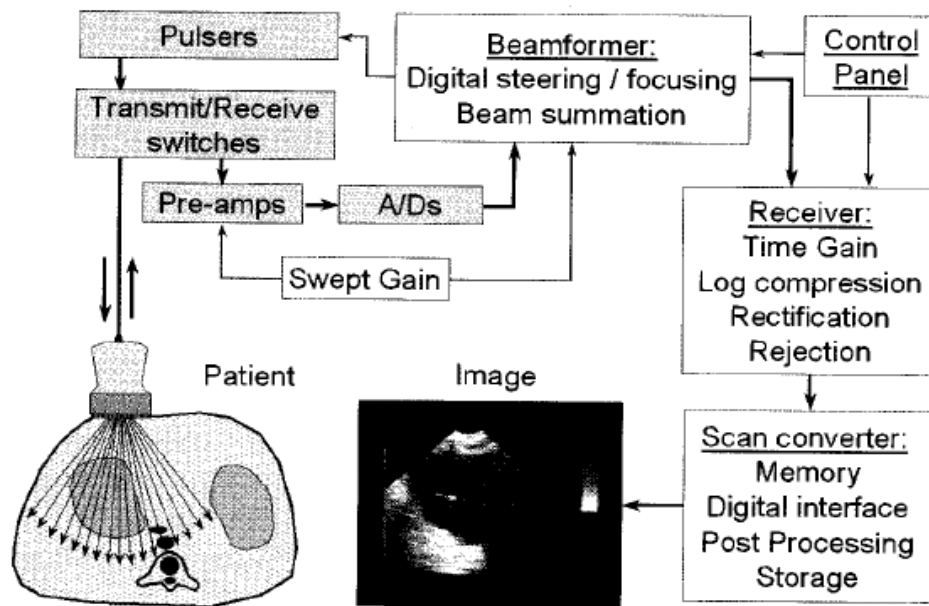 Pulsers
Beamformer:
Digital steering / focusing
Beam summation
Control
Panel
Transmit/Receive
switches
Pre-amps
A/Ds
Swept Gain
Receiver:
Time Gain
Log compression
Rectification
Rejection
Patient
Image
Scan converter:
Memory
Digital interface
Post Processing
Storage